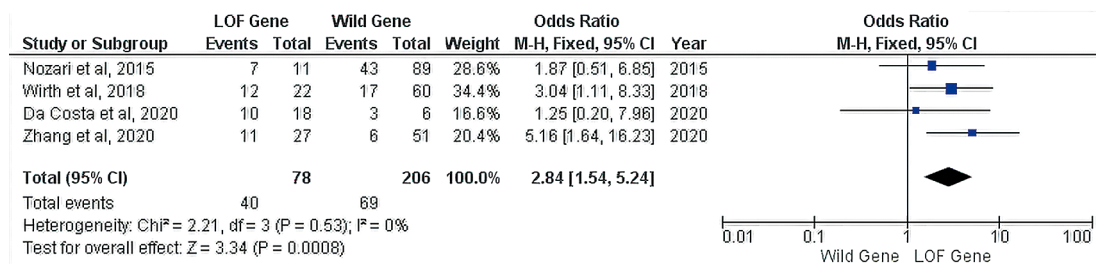 LOF Gene Wild Gene Odds Ratio Odds Ratio
Study or Subgroup Events Total Events Total Weight M-H, Fixed, 95% CI Year M-H, Fixed, 95% CI
Nozari et al, 2015 7 11 43 89 28.6% 1.87 [0.51, 6.85] 2015
Wirth et al, 2018 12 22 17 60 34.4% 3.04 [1.11, 8.33] 2018
Da Costa et al, 2020 10 18 3 6 16.6% 1.25 [0.20, 7.96] 2020
Zhang et al, 2020 11 27 6 51 20.4% 5.16 [1.64, 16.23] 2020
Total (95% CI) 78 206 100.0% 2.84 [1.54, 5.24]
Total events 40 69
Heterogeneity: Chi² = 2.21, df = 3 (P = 0.53); I² = 0%
Test for overall effect: Z = 3.34 (P = 0.0008)
0.01 0.1 1 10 100
Wild Gene LOF Gene